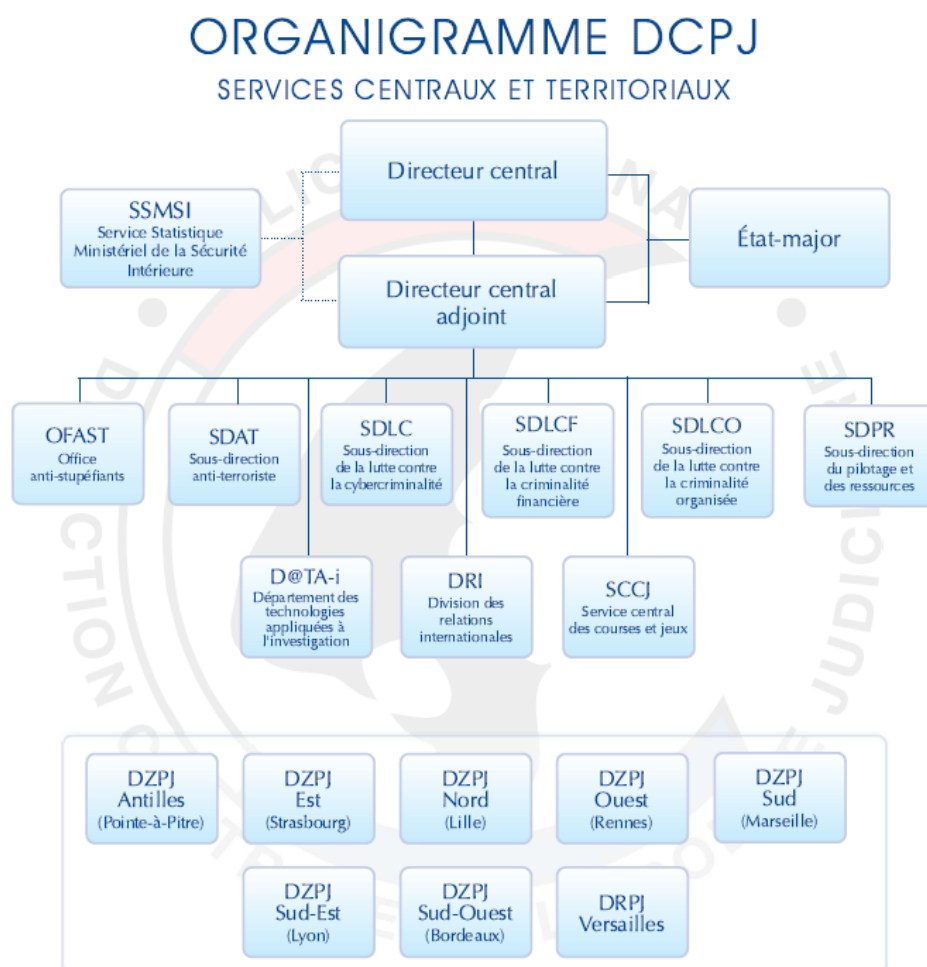 ORGANIGRAMME DCPJ
SERVICES CENTRAUX ET TERRITORIAUX
Directeur central
SSMSI
Service Statistique
Ministériel de la Sécurité
Intérieure
État-major
Directeur central
adjoint
OFAST
Office
anti-stupéfiants
SDAT
Sous-direction
anti-terroriste
SDLC
Sous-direction
de la lutte contre
la cybercriminalité
SDLCF
Sous-direction
de la lutte contre
la criminalité
financière
SDLCO
Sous-direction
de la lutte contre
la criminalité
organisée
SDPR
Sous-direction
du pilotage et
des ressources
D@TA-i
Département des
technologies
appliquées à
l'investigation
DRI
Division des
relations
internationales
SCCJ
Service central
des courses et jeux
DZPJ
Antilles
(Pointe-à-Pitre)
DZPJ
Est
(Strasbourg)
DZPJ
Nord
(Lille)
DZPJ
Ouest
(Rennes)
DZPJ
Sud
(Marseille)
DZPJ
Sud-Est
(Lyon)
DZPJ
Sud-Ouest
(Bordeaux)
DRPJ
Versailles